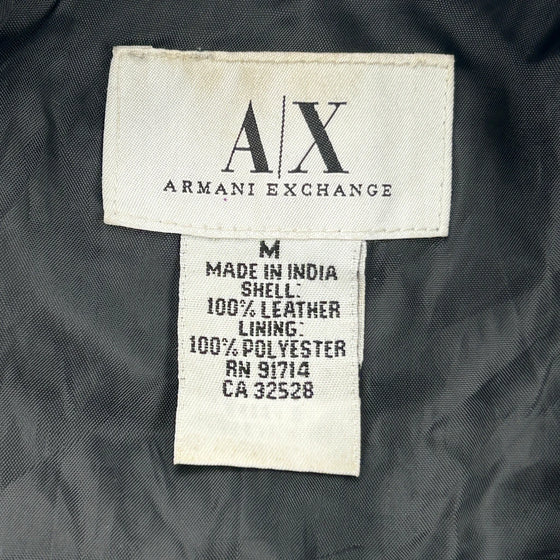 A|X
ARMANI EXCHANGE
M
MADE IN INDIA
SHELL:
100% LEATHER
LINING:
100% POLYESTER
RN 91714
CA 32528